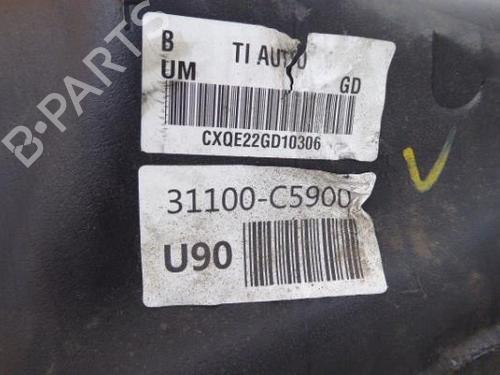 B TI AUTO
UM GD
CXQE22GD10306
31100-C5900
U90
B-PARTS